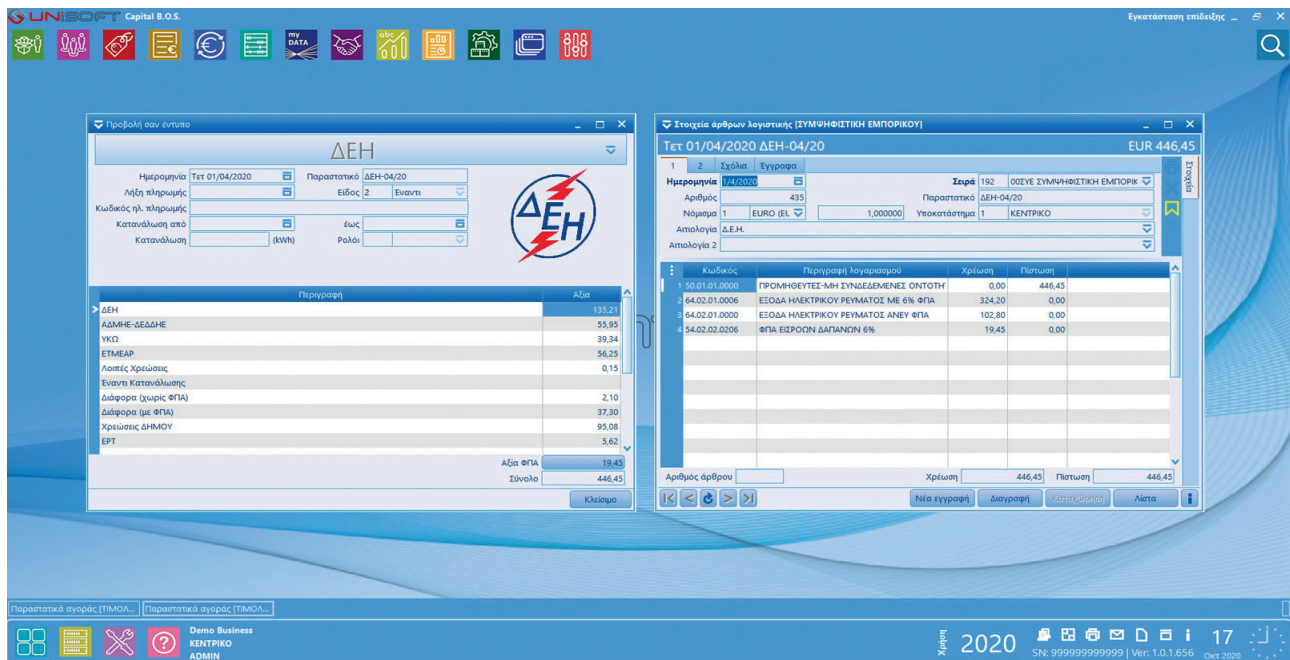 UNISOFT Capital B.O.S. Εγκατάσταση επίδειξης
my DATA
abc
Προβολή σαν έντυπο
ΔΕΗ
Ημερομηνία Τετ 01/04/2020 Παραστατικό ΔΕΗ-04/20
Λήξη πληρωμής Είδος 2 Έναντι
Κωδικός ηλ. πληρωμής
Κατανάλωση από έως
Κατανάλωση (kWh) Ρολόι
ΔΕΗ
Περιγραφή Αξία
ΔΕΗ 135,21
ΑΔΜΗΕ-ΔΕΔΔΗΕ 55,95
ΥΚΩ 39,34
ΕΤΜΕΑΡ 56,25
Λοιπές Χρεώσεις 0,15
Έναντι Κατανάλωσης
Διάφορα (χωρίς ΦΠΑ) 2,10
Διάφορα (με ΦΠΑ) 37,30
Χρεώσεις ΔΗΜΟΥ 95,08
ΕΡΤ 5,62
Αξία ΦΠΑ 19,45
Σύνολο 446,45
Κλείσιμο
Στοιχεία άρθρων λογιστικής [ΣΥΜΨΗΦΙΣΤΙΚΗ ΕΜΠΟΡΙΚΟΥ]
Τετ 01/04/2020 ΔΕΗ-04/20 EUR 446,45
1 2 Σχόλια Έγγραφα
Στοιχεία
Ημερομηνία 1/4/2020 Σειρά 192 00ΣΥΕ ΣΥΜΨΗΦΙΣΤΙΚΗ ΕΜΠΟΡΙΚ
Αριθμός 435 Παραστατικό ΔΕΗ-04/20
Νόμισμα 1 EURO (EL 1,000000 Υποκατάστημα 1 ΚΕΝΤΡΙΚΟ
Αιτιολογία Δ.Ε.Η.
Αιτιολογία 2
Κωδικός Περιγραφή λογαριασμού Χρέωση Πίστωση
1 50.01.01.0000 ΠΡΟΜΗΘΕΥΤΕΣ-ΜΗ ΣΥΝΔΕΔΕΜΕΝΕΣ ΟΝΤΟΤΗΤ 0,00 446,45
2 64.02.01.0006 ΕΞΟΔΑ ΗΛΕΚΤΡΙΚΟΥ ΡΕΥΜΑΤΟΣ ΜΕ 6% ΦΠΑ 324,20 0,00
3 64.02.01.0000 ΕΞΟΔΑ ΗΛΕΚΤΡΙΚΟΥ ΡΕΥΜΑΤΟΣ ΑΝΕΥ ΦΠΑ 102,80 0,00
4 54.02.02.0206 ΦΠΑ ΕΙΣΡΟΩΝ ΔΑΠΑΝΩΝ 6% 19,45 0,00
Αριθμός άρθρου Χρέωση 446,45 Πίστωση 446,45
Νέα εγγραφή Διαγραφή Καταχώρηση Λίστα
Παραστατικά αγοράς [ΤΙΜΟΛ... Παραστατικά αγοράς [ΤΙΜΟΛ...
Demo Business
ΚΕΝΤΡΙΚΟ
ADMIN
Χρήση 2020
SN: 999999999999 | Ver: 1.0.1.656
17
Οκτ 2020